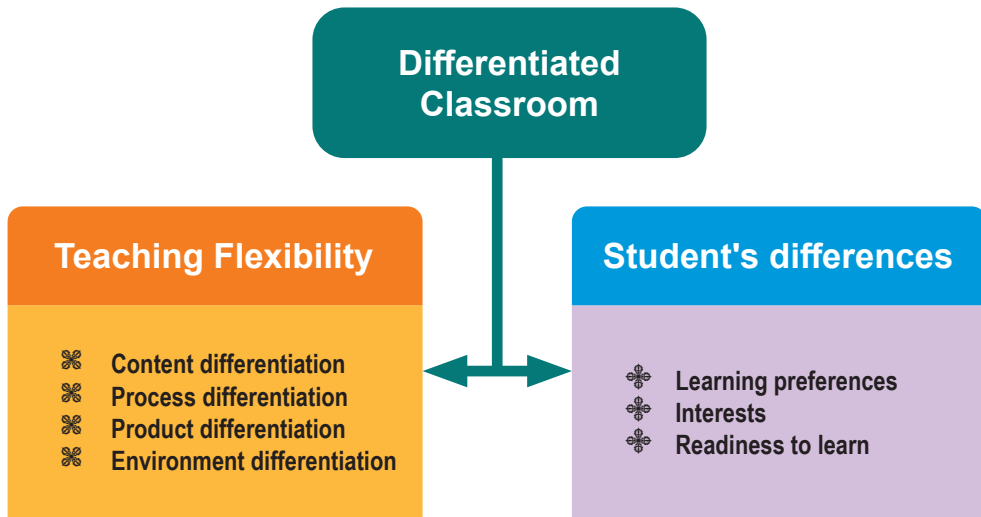 Differentiated
Classroom
Teaching Flexibility
Content differentiation
Process differentiation
Product differentiation
Environment differentiation
Student's differences
Learning preferences
Interests
Readiness to learn